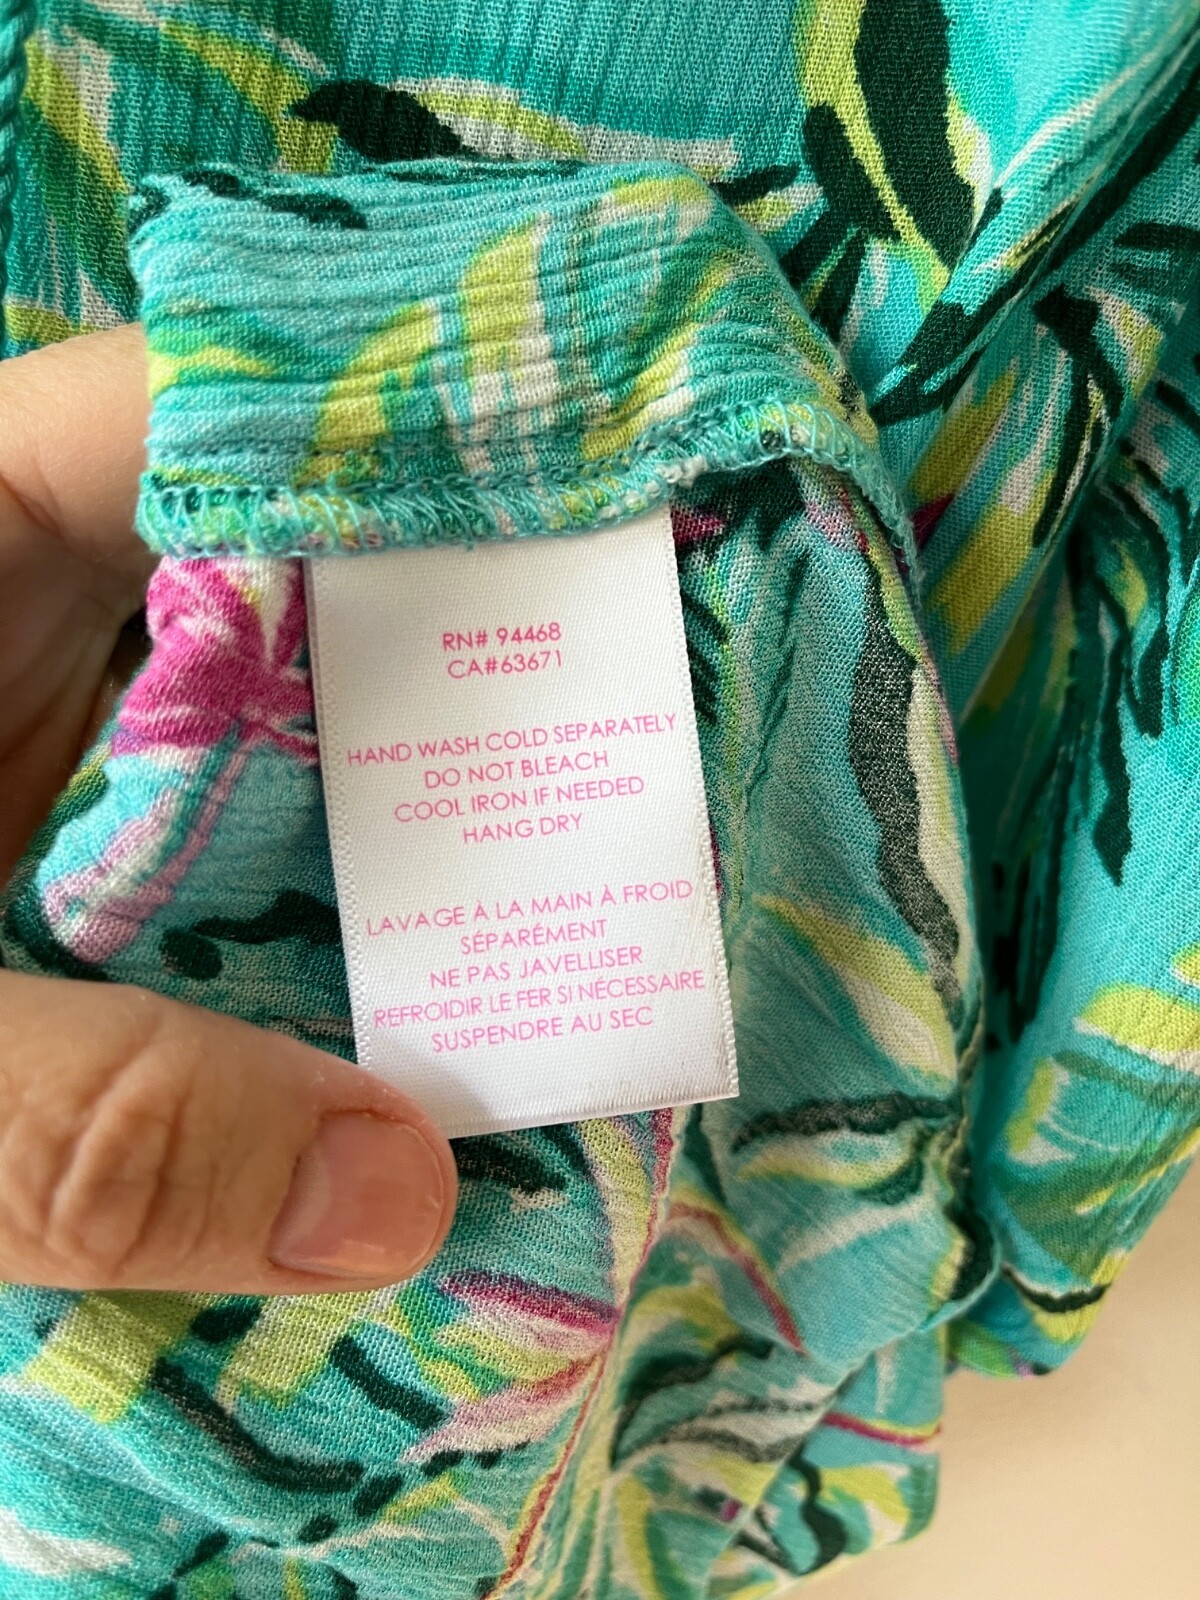 RN# 94468
CA#63671
HAND WASH COLD SEPARATELY
DO NOT BLEACH
COOL IRON IF NEEDED
HANG DRY
LAVAGE À LA MAIN À FROID
SÉPARÉMENT
NE PAS JAVELLISER
REFROIDIR LE FER SI NÉCESSAIRE
SUSPENDRE AU SEC